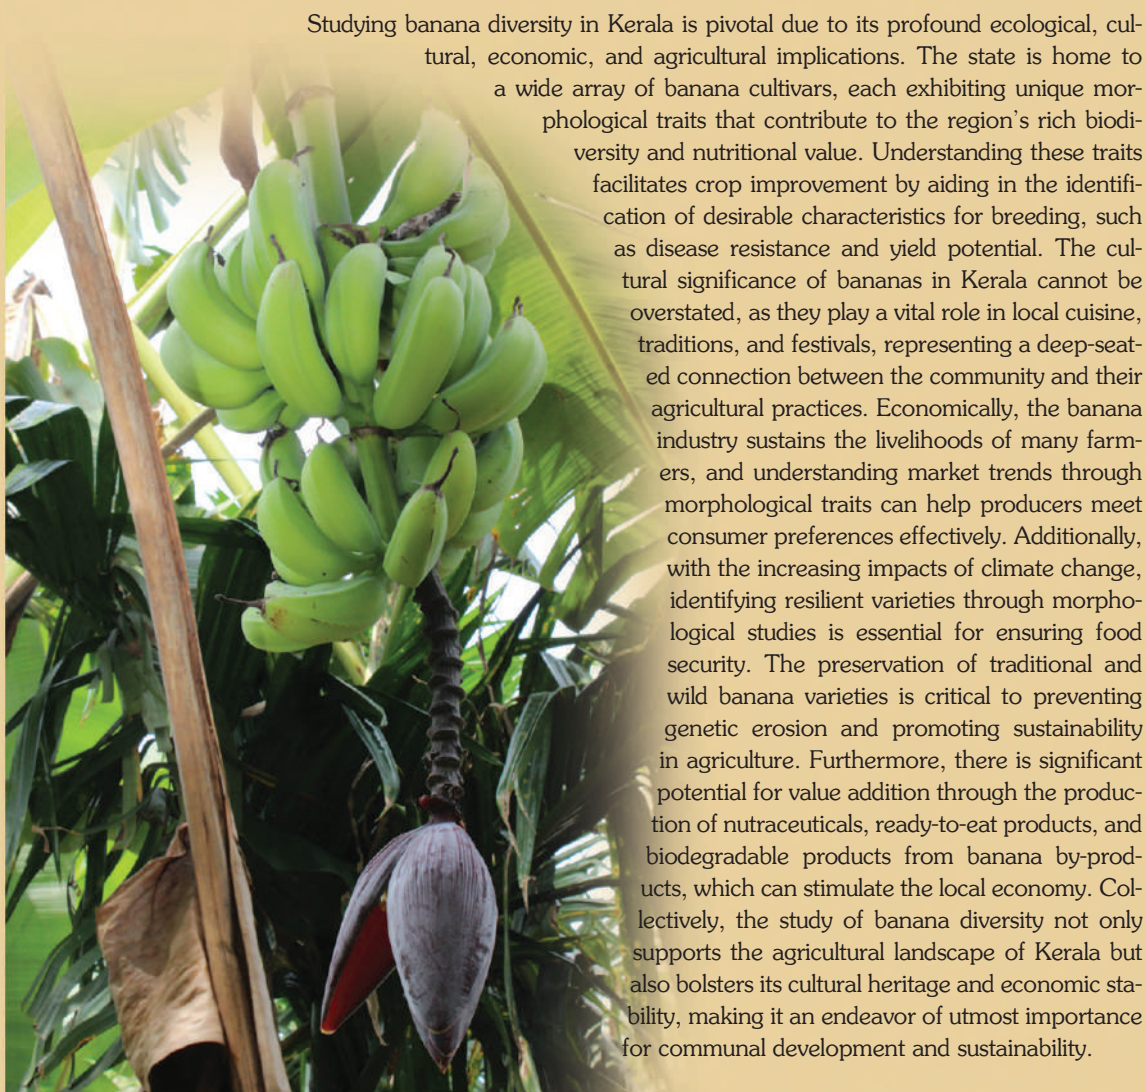 Studying banana diversity in Kerala is pivotal due to its profound ecological, cul-
tural, economic, and agricultural implications. The state is home to
a wide array of banana cultivars, each exhibiting unique mor-
phological traits that contribute to the region's rich biodi-
versity and nutritional value. Understanding these traits
facilitates crop improvement by aiding in the identifi-
cation of desirable characteristics for breeding, such
as disease resistance and yield potential. The cul-
tural significance of bananas in Kerala cannot be
overstated, as they play a vital role in local cuisine,
traditions, and festivals, representing a deep-seat-
ed connection between the community and their
agricultural practices. Economically, the banana
industry sustains the livelihoods of many farm-
ers, and understanding market trends through
morphological traits can help producers meet
consumer preferences effectively. Additionally,
with the increasing impacts of climate change,
identifying resilient varieties through morpho-
logical studies is essential for ensuring food
security. The preservation of traditional and
wild banana varieties is critical to preventing
genetic erosion and promoting sustainability
in agriculture. Furthermore, there is significant
potential for value addition through the produc-
tion of nutraceuticals, ready-to-eat products, and
biodegradable products from banana by-prod-
ucts, which can stimulate the local economy. Col-
lectively, the study of banana diversity not only
supports the agricultural landscape of Kerala but
also bolsters its cultural heritage and economic sta-
bility, making it an endeavor of utmost importance
for communal development and sustainability.